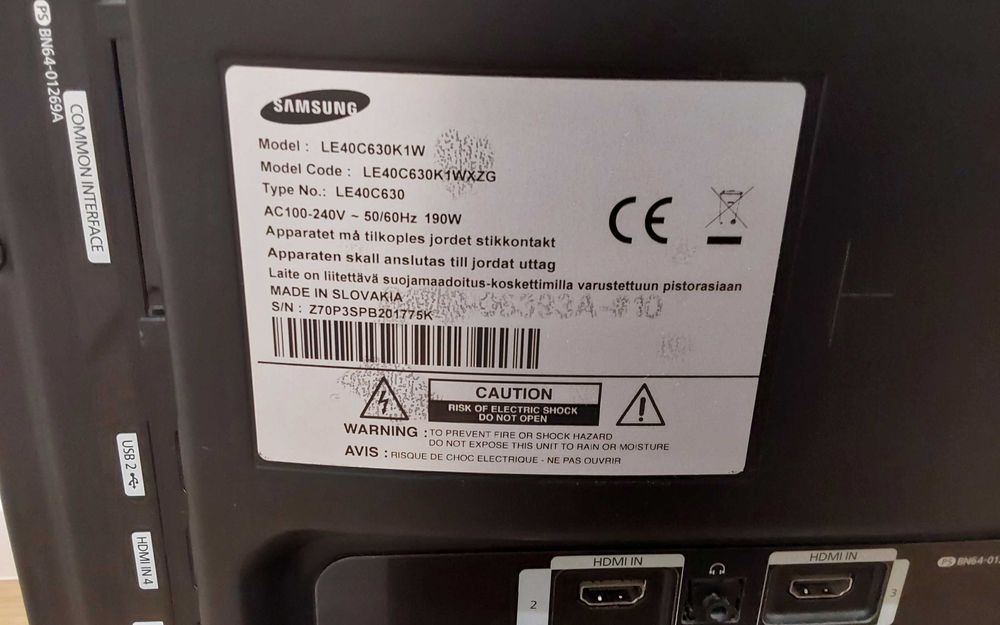 PS BN64-01269A
COMMON INTERFACE
SAMSUNG
Model : LE40C630K1W
Model Code : LE40C630K1WXZG
Type No.: LE40C630
AC100-240V ~ 50/60Hz 190W
Apparatet må tilkoples jordet stikkontakt
Apparaten skall anslutas till jordat uttag
Laite on liitettävä suojamaadoitus-koskettimilla varustettuun pistorasiaan
MADE IN SLOVAKIA
S/N : Z70P3SPB201775K
CE
CAUTION
RISK OF ELECTRIC SHOCK
DO NOT OPEN
WARNING : TO PREVENT FIRE OR SHOCK HAZARD
DO NOT EXPOSE THIS UNIT TO RAIN OR MOISTURE
AVIS : RISQUE DE CHOC ELECTRIQUE - NE PAS OUVRIR
USB 2
HDMI IN 4
HDMI IN
2
HDMI IN
3
PS BN64-01